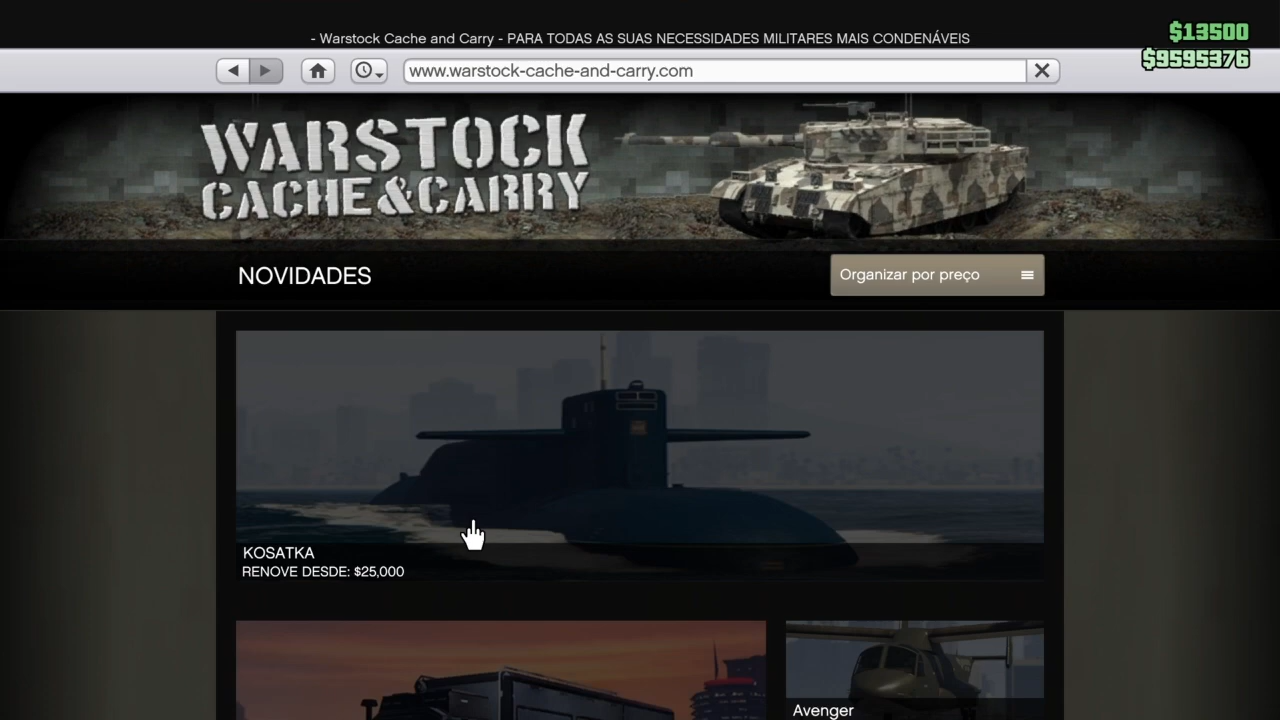 - Warstock Cache and Carry - PARA TODAS AS SUAS NECESSIDADES MILITARES MAIS CONDENÁVEIS
$13500
$9595376
www.warstock-cache-and-carry.com
WARSTOCK
CACHE&CARRY
NOVIDADES
Organizar por preço
KOSATKA
RENOVE DESDE: $25,000
Avenger